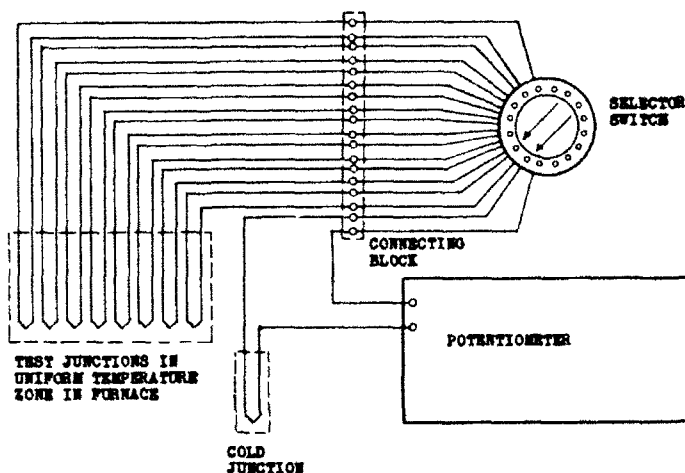 SELECTOR
SWITCH
CONNECTING
BLOCK
POTENTIOMETER
TEST JUNCTIONS IN
UNIFORM TEMPERATURE
ZONE IN FURNACE
COLD
JUNCTION